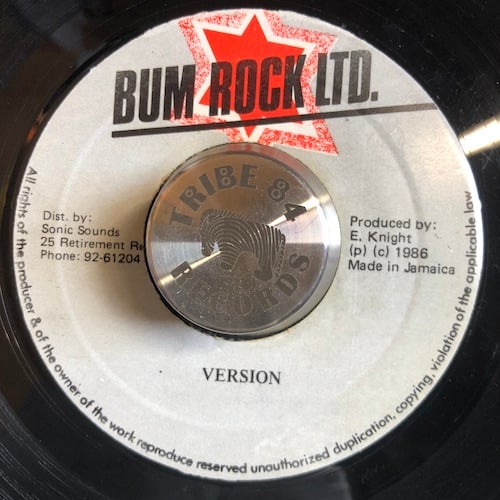 BUM ROCK LTD.
TRIBE 84
RECORDS
Dist. by:
Sonic Sounds
25 Retirement
Phone: 92-61204
Produced by:
E. Knight
(p) (c) 1986
Made in Jamaica
VERSION
All rights of the producer & of the owner of the work reproduce reserved unauthorized duplication, copying, violation of the applicable law